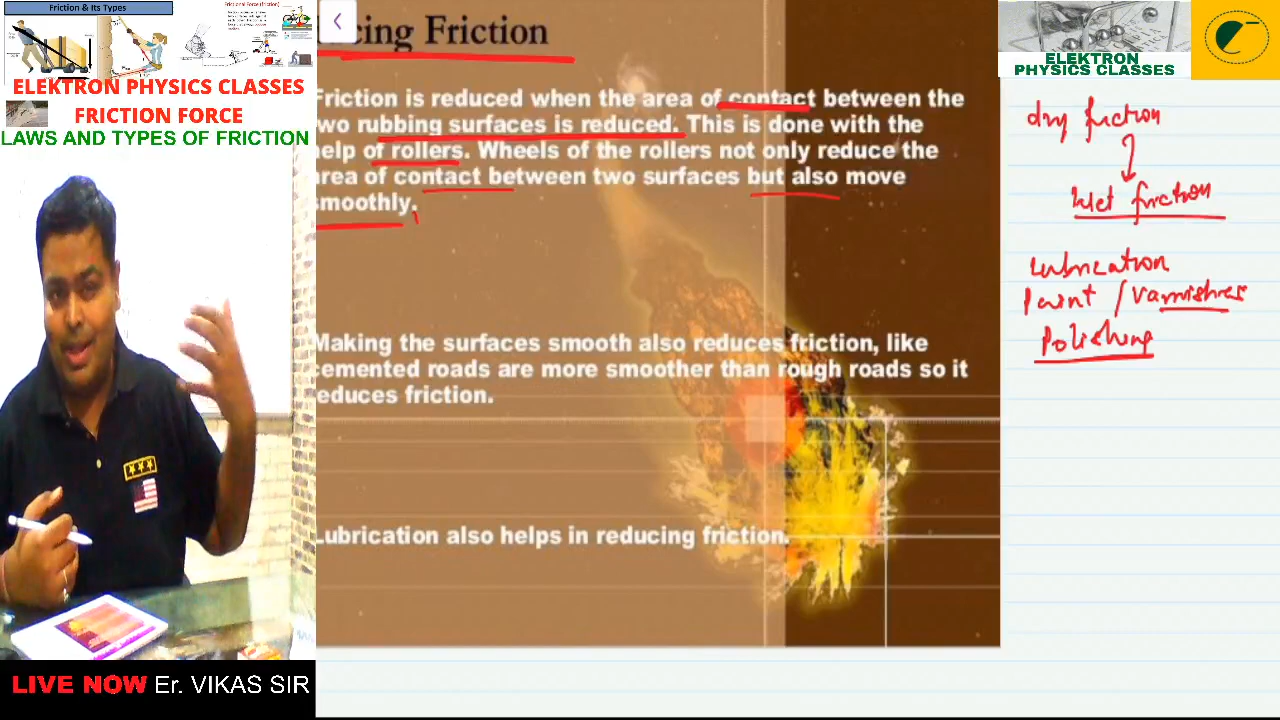 Friction & Its Types
Frictional Force (friction)
ELEKTRON PHYSICS CLASSES
FRICTION FORCE
LAWS AND TYPES OF FRICTION
cing Friction
Friction is reduced when the area of contact between the
two rubbing surfaces is reduced. This is done with the
help of rollers. Wheels of the rollers not only reduce the
area of contact between two surfaces but also move
smoothly.
Making the surfaces smooth also reduces friction, like
cemented roads are more smoother than rough roads so it
reduces friction.
Lubrication also helps in reducing friction.
ELEKTRON
PHYSICS CLASSES
dry friction
Wet friction
Lubrication
Paint / Varnishes
Polishing
LIVE NOW Er. VIKAS SIR